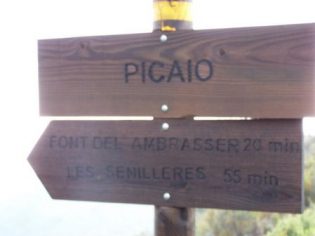 PICAIO
FONT DEL AMBRASSER 20 min
LES SENILLERES 55 min